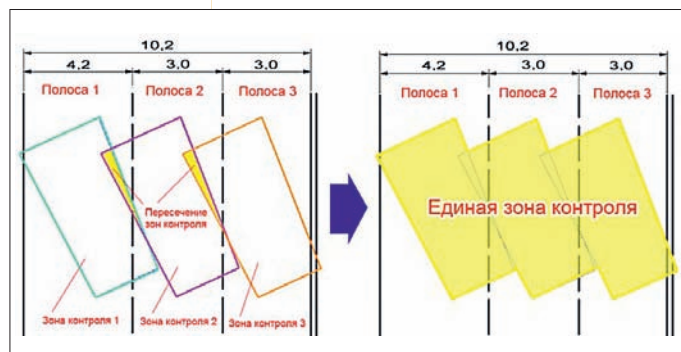 10,2
4,2 3,0 3,0
Полоса 1 Полоса 2 Полоса 3
Пересечение
зон контроля
Зона контроля 1 Зона контроля 2 Зона контроля 3
10,2
4,2 3,0 3,0
Полоса 1 Полоса 2 Полоса 3
Единая зона контроля